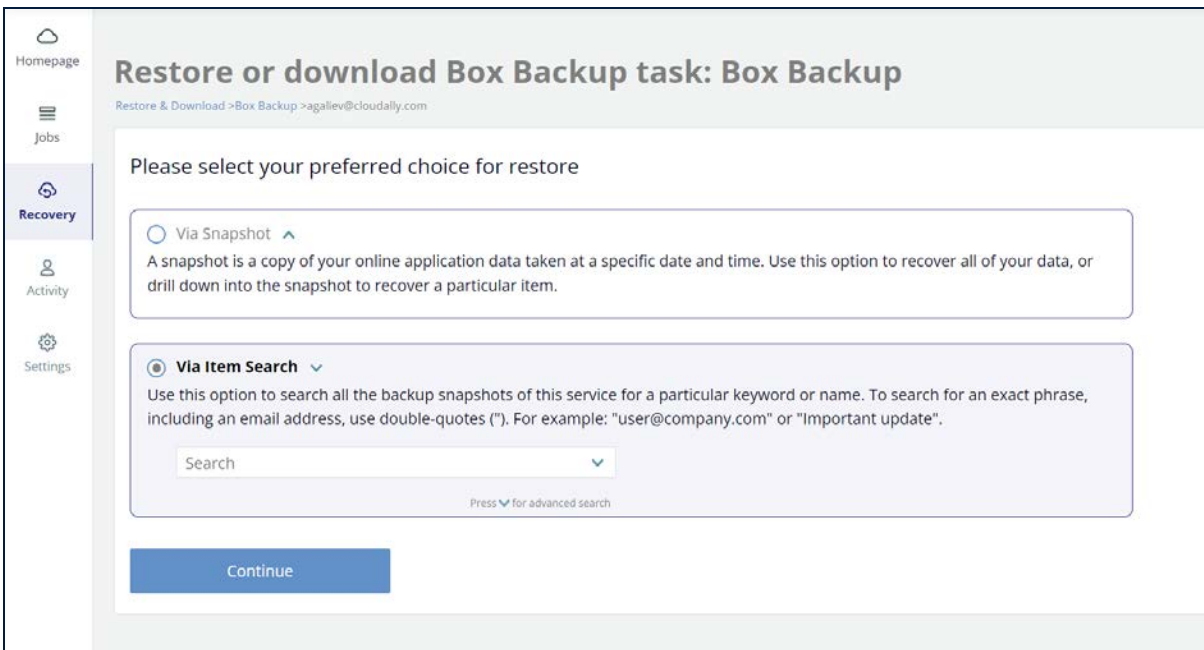 Homepage
Jobs
Recovery
Activity
Settings
Restore or download Box Backup task: Box Backup
Restore & Download >Box Backup >agaliev@cloudally.com
Please select your preferred choice for restore
Via Snapshot
A snapshot is a copy of your online application data taken at a specific date and time. Use this option to recover all of your data, or
drill down into the snapshot to recover a particular item.
Via Item Search
Use this option to search all the backup snapshots of this service for a particular keyword or name. To search for an exact phrase,
including an email address, use double-quotes ("). For example: "user@company.com" or "Important update".
Search
Press for advanced search
Continue